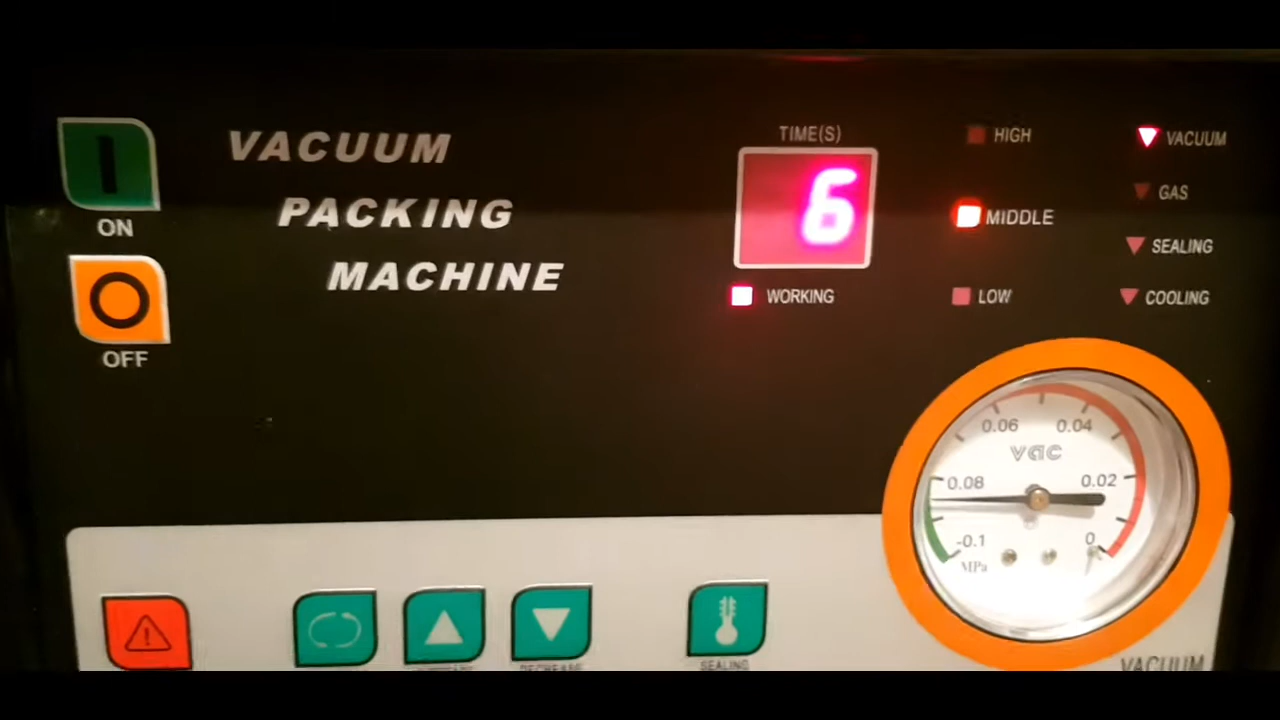 VACUUM
PACKING
MACHINE
ON
OFF
TIME(S)
6
WORKING
HIGH
MIDDLE
LOW
VACUUM
GAS
SEALING
COOLING
0.06 0.04
vac
0.08 0.02
-0.1 0
MPa
DECREASE
SEALING
VACUUM